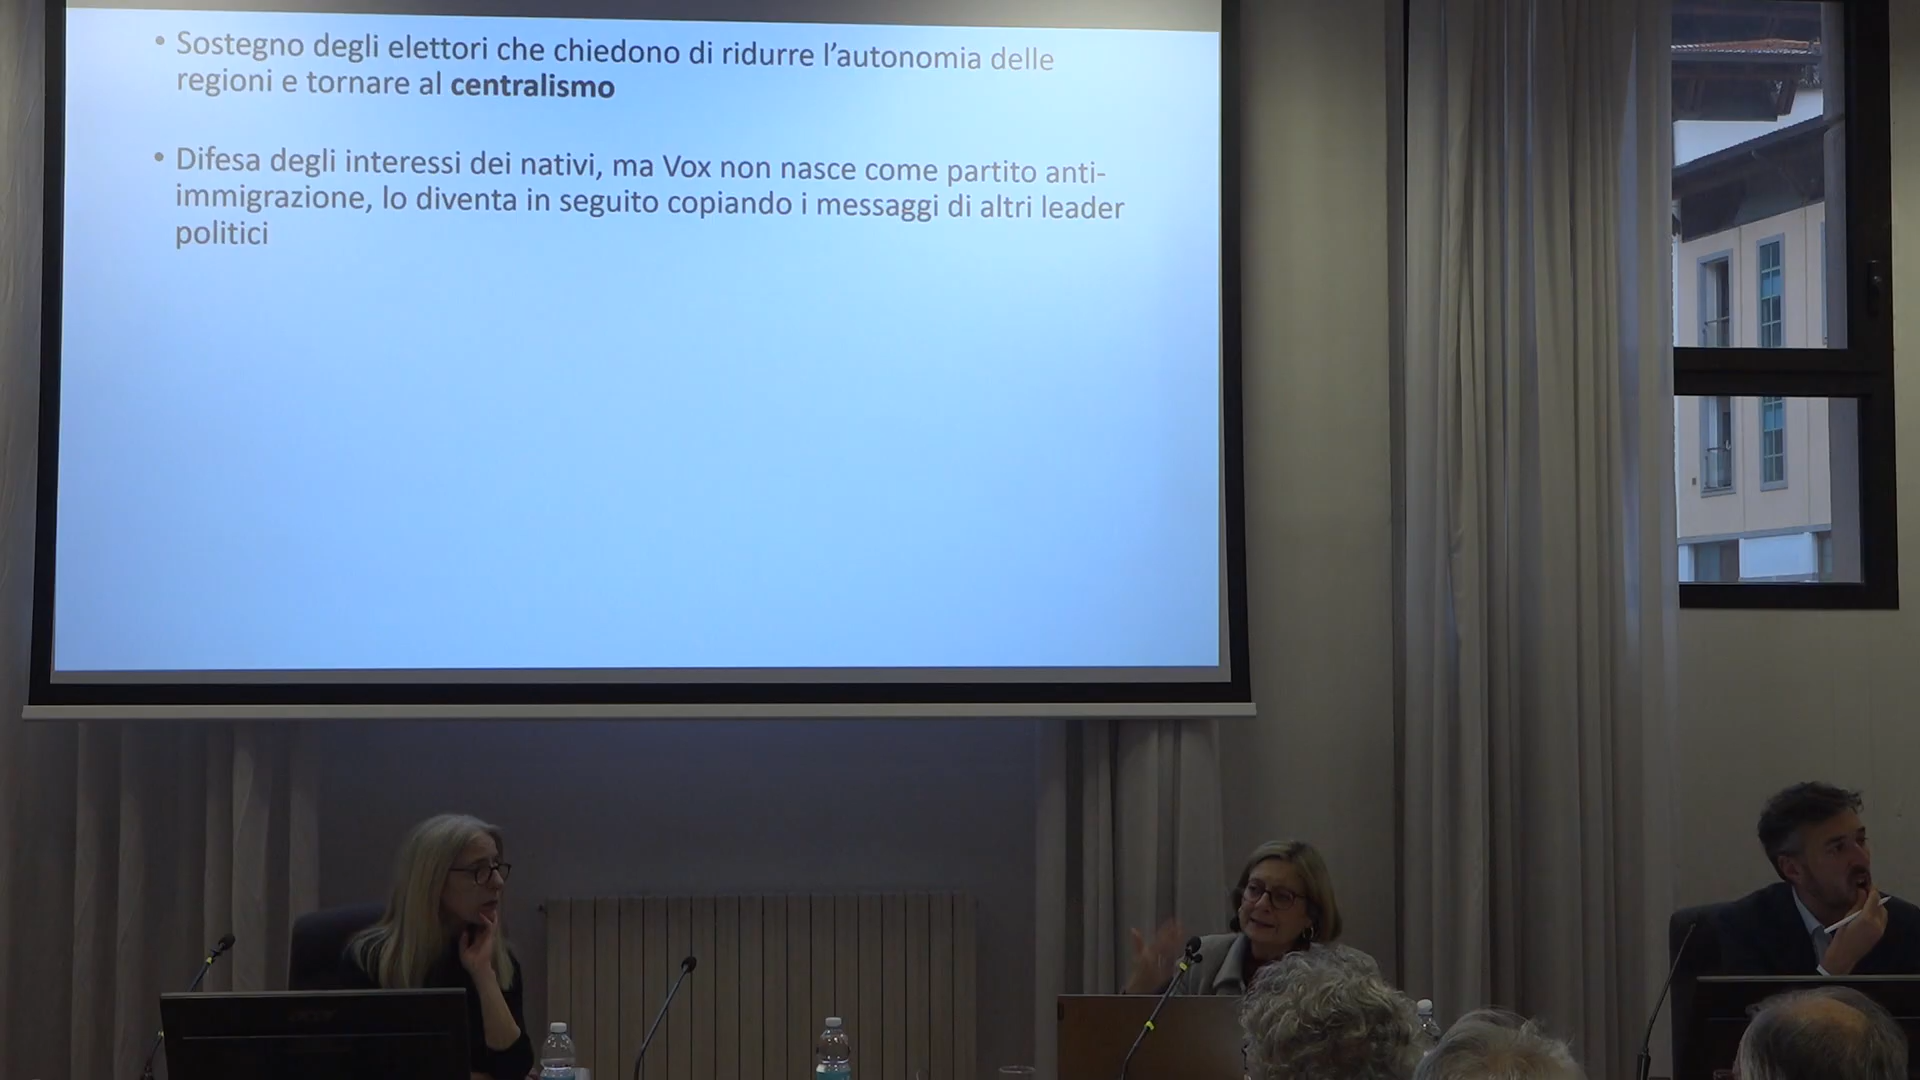 • Sostegno degli elettori che chiedono di ridurre l’autonomia delle
regioni e tornare al centralismo
• Difesa degli interessi dei nativi, ma Vox non nasce come partito anti-
immigrazione, lo diventa in seguito copiando i messaggi di altri leader
politici